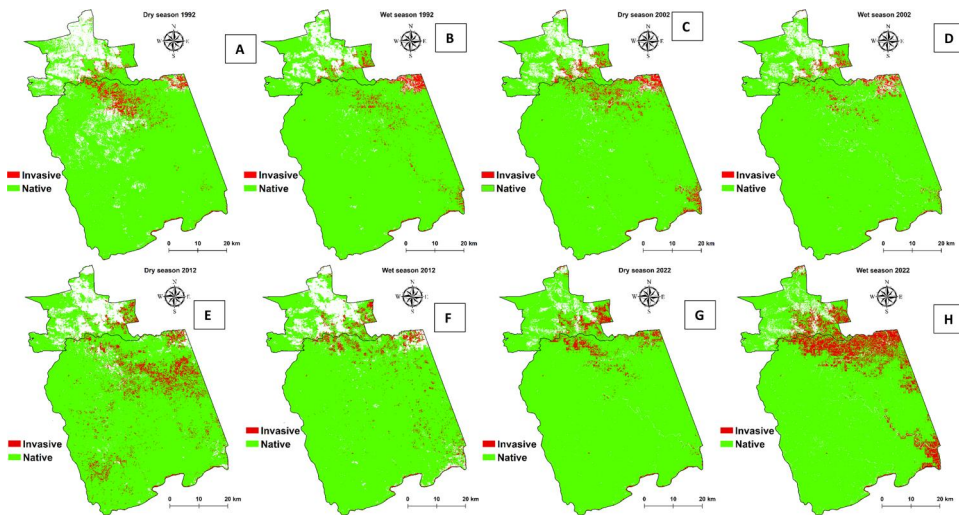 Dry season 1992
N
W E
S
A
Invasive
Native
0 10 20 km
Wet season 1992
B
N
W E
S
Invasive
Native
0 10 20 km
Dry season 2002
C
N
W E
S
Invasive
Native
0 10 20 km
Wet season 2002
N
W E
S
D
Invasive
Native
0 10 20 km
Dry season 2012
N
W E
S
E
Invasive
Native
0 10 20 km
Wet season 2012
N
W E
S
F
Invasive
Native
0 10 20 km
Dry season 2022
N
W E
S
G
Invasive
Native
0 10 20 km
Wet season 2022
N
W E
S
H
Invasive
Native
0 10 20 km